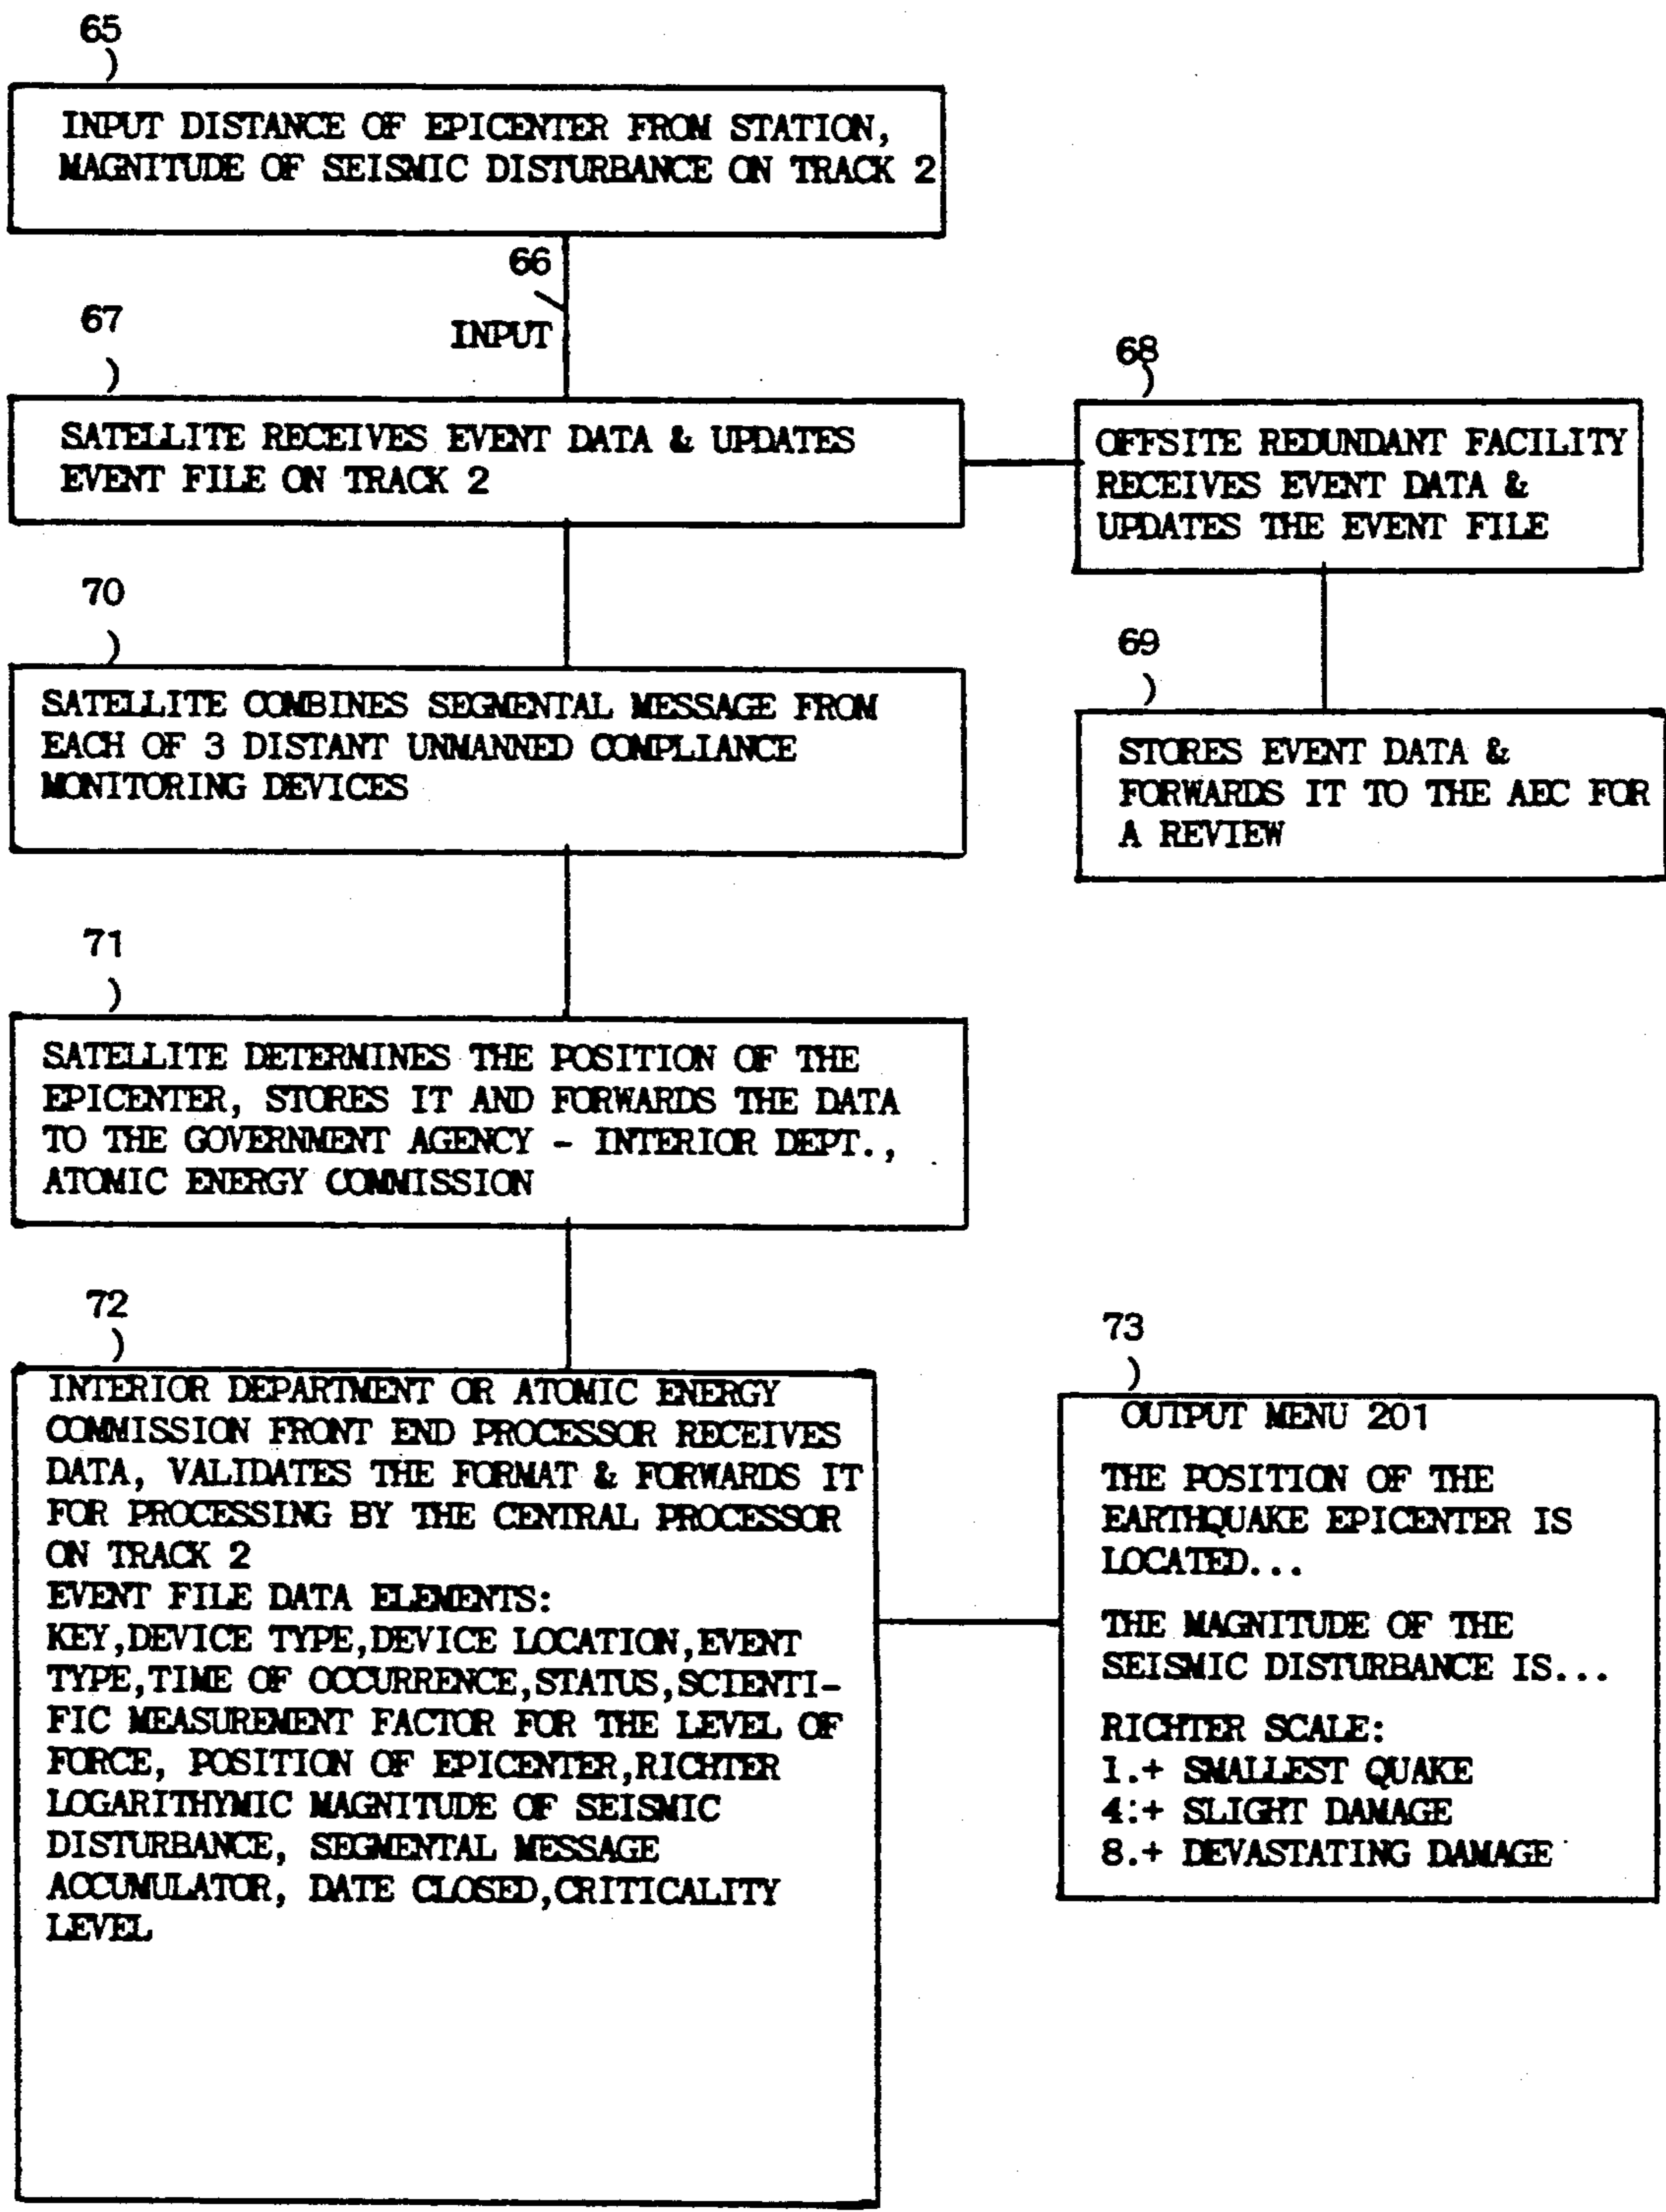 65
INPUT DISTANCE OF EPICENTER FROM STATION,
MAGNITUDE OF SEISMIC DISTURBANCE ON TRACK 2
66
INPUT
67
SATELLITE RECEIVES EVENT DATA & UPDATES
EVENT FILE ON TRACK 2
68
OFFSITE REDUNDANT FACILITY
RECEIVES EVENT DATA &
UPDATES THE EVENT FILE
69
STORES EVENT DATA &
FORWARDS IT TO THE AEC FOR
A REVIEW
70
SATELLITE COMBINES SEGMENTAL MESSAGE FROM
EACH OF 3 DISTANT UNMANNED COMPLIANCE
MONITORING DEVICES
71
SATELLITE DETERMINES THE POSITION OF THE
EPICENTER, STORES IT AND FORWARDS THE DATA
TO THE GOVERNMENT AGENCY - INTERIOR DEPT.,
ATOMIC ENERGY COMMISSION
72
INTERIOR DEPARTMENT OR ATOMIC ENERGY
COMMISSION FRONT END PROCESSOR RECEIVES
DATA, VALIDATES THE FORMAT & FORWARDS IT
FOR PROCESSING BY THE CENTRAL PROCESSOR
ON TRACK 2
EVENT FILE DATA ELEMENTS:
KEY,DEVICE TYPE,DEVICE LOCATION,EVENT
TYPE,TIME OF OCCURRENCE,STATUS,SCIENTI-
FIC MEASUREMENT FACTOR FOR THE LEVEL OF
FORCE, POSITION OF EPICENTER,RICHTER
LOGARITHYMIC MAGNITUDE OF SEISMIC
DISTURBANCE, SEGMENTAL MESSAGE
ACCUMULATOR, DATE CLOSED,CRITICALITY
LEVEL
73
OUTPUT MENU 201
THE POSITION OF THE
EARTHQUAKE EPICENTER IS
LOCATED...
THE MAGNITUDE OF THE
SEISMIC DISTURBANCE IS...
RICHTER SCALE:
1.+ SMALLEST QUAKE
4:+ SLIGHT DAMAGE
8.+ DEVASTATING DAMAGE